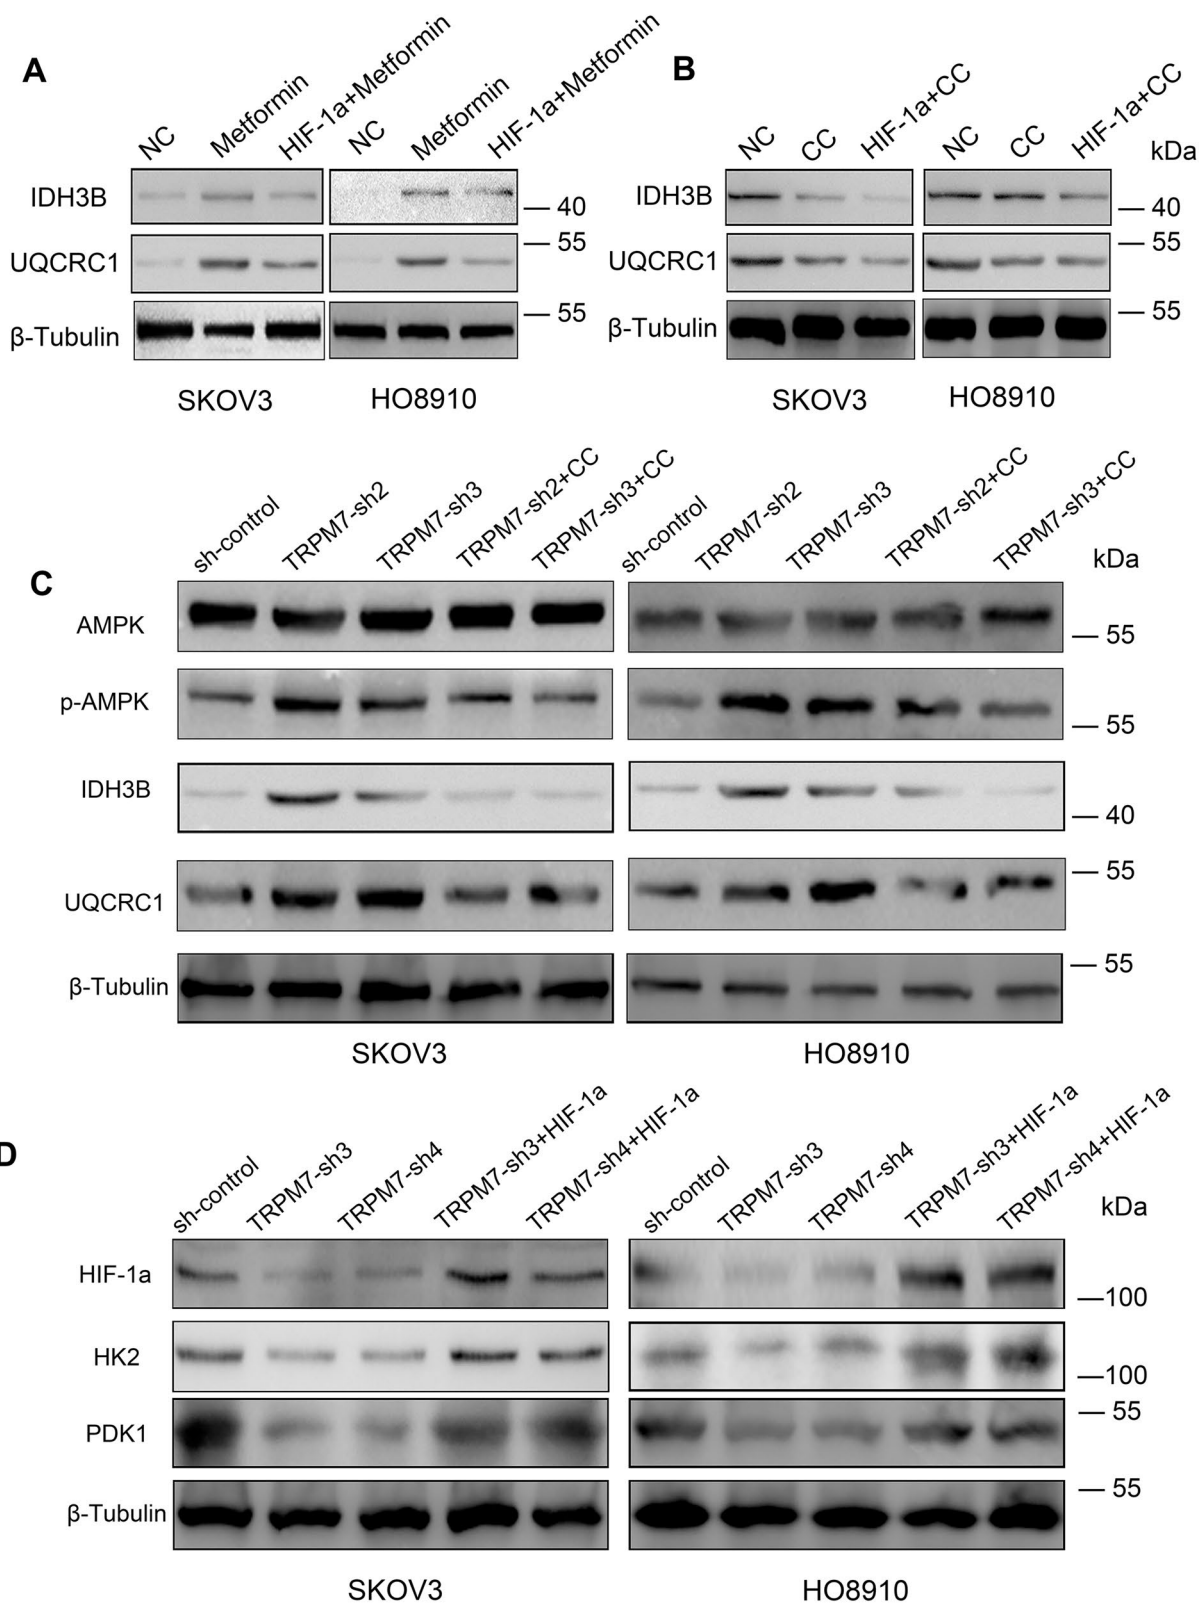 A
NC
Metformin
HIF-1a+Metformin
NC
Metformin
HIF-1a+Metformin
IDH3B
40
UQCRC1
55
β-Tubulin
55
SKOV3
HO8910
B
NC
CC
HIF-1a+CC
NC
CC
HIF-1a+CC
kDa
IDH3B
40
UQCRC1
55
β-Tubulin
55
SKOV3
HO8910
C
sh-control
TRPM7-sh2
TRPM7-sh3
TRPM7-sh2+CC
TRPM7-sh3+CC
sh-control
TRPM7-sh2
TRPM7-sh3
TRPM7-sh2+CC
TRPM7-sh3+CC
kDa
AMPK
55
p-AMPK
55
IDH3B
40
UQCRC1
55
β-Tubulin
55
SKOV3
HO8910
D
sh-control
TRPM7-sh3
TRPM7-sh4
TRPM7-sh3+HIF-1a
TRPM7-sh4+HIF-1a
sh-control
TRPM7-sh3
TRPM7-sh4
TRPM7-sh3+HIF-1a
TRPM7-sh4+HIF-1a
kDa
HIF-1a
100
HK2
100
PDK1
55
β-Tubulin
55
SKOV3
HO8910